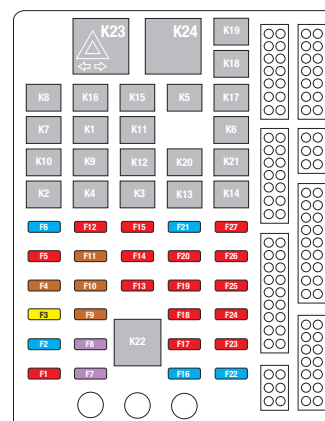 K23 K24 K19
K18
K8 K16 K15 K5 K17
K7 K1 K11 K6
K10 K9 K12 K20 K21
K2 K4 K3 K13 K14
F6 F12 F15 F21 F27
F5 F11 F14 F20 F26
F4 F10 F13 F19 F25
F3 F9 F18 F24
K22
F2 F8 F17 F23
F1 F7 F16 F22